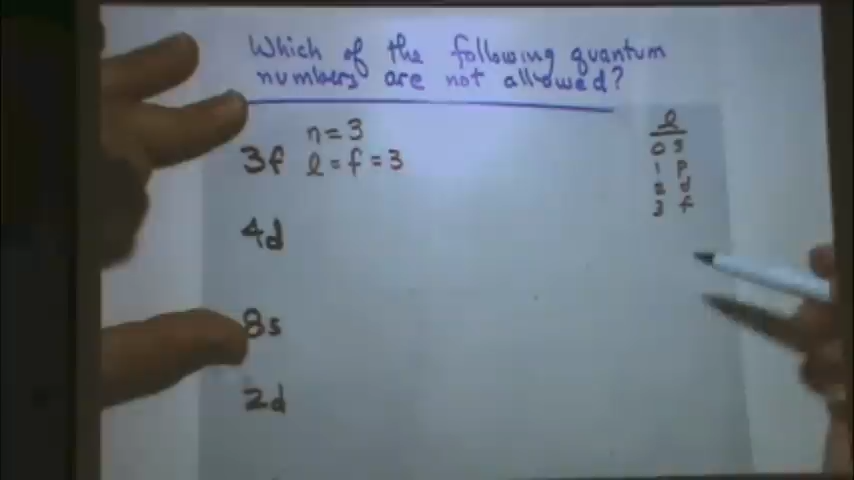 Which of the following quantum
numbers are not allowed?
n = 3
3f l = f = 3
4d
8s
2d
l
0 s
1 p
2 d
3 f